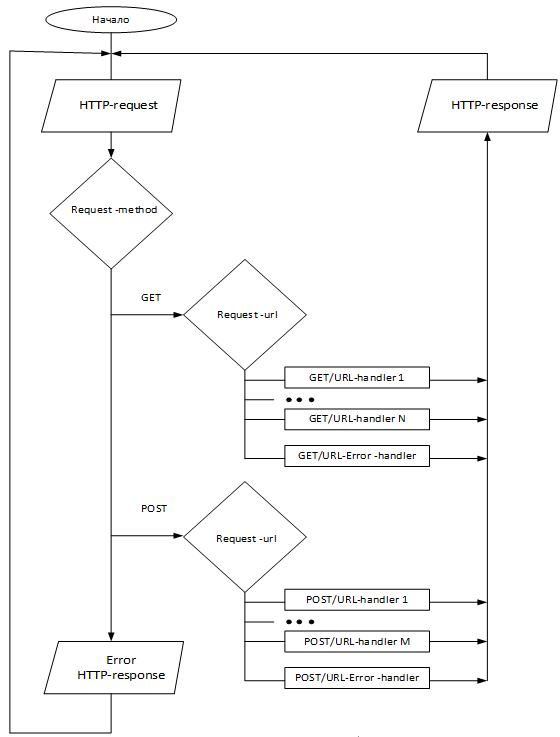 Начало
HTTP-request
HTTP-response
Request -method
GET
Request -url
GET/URL-handler 1
GET/URL-handler N
GET/URL-Error -handler
POST
Request -url
POST/URL-handler 1
POST/URL-handler M
POST/URL-Error -handler
Error
HTTP-response